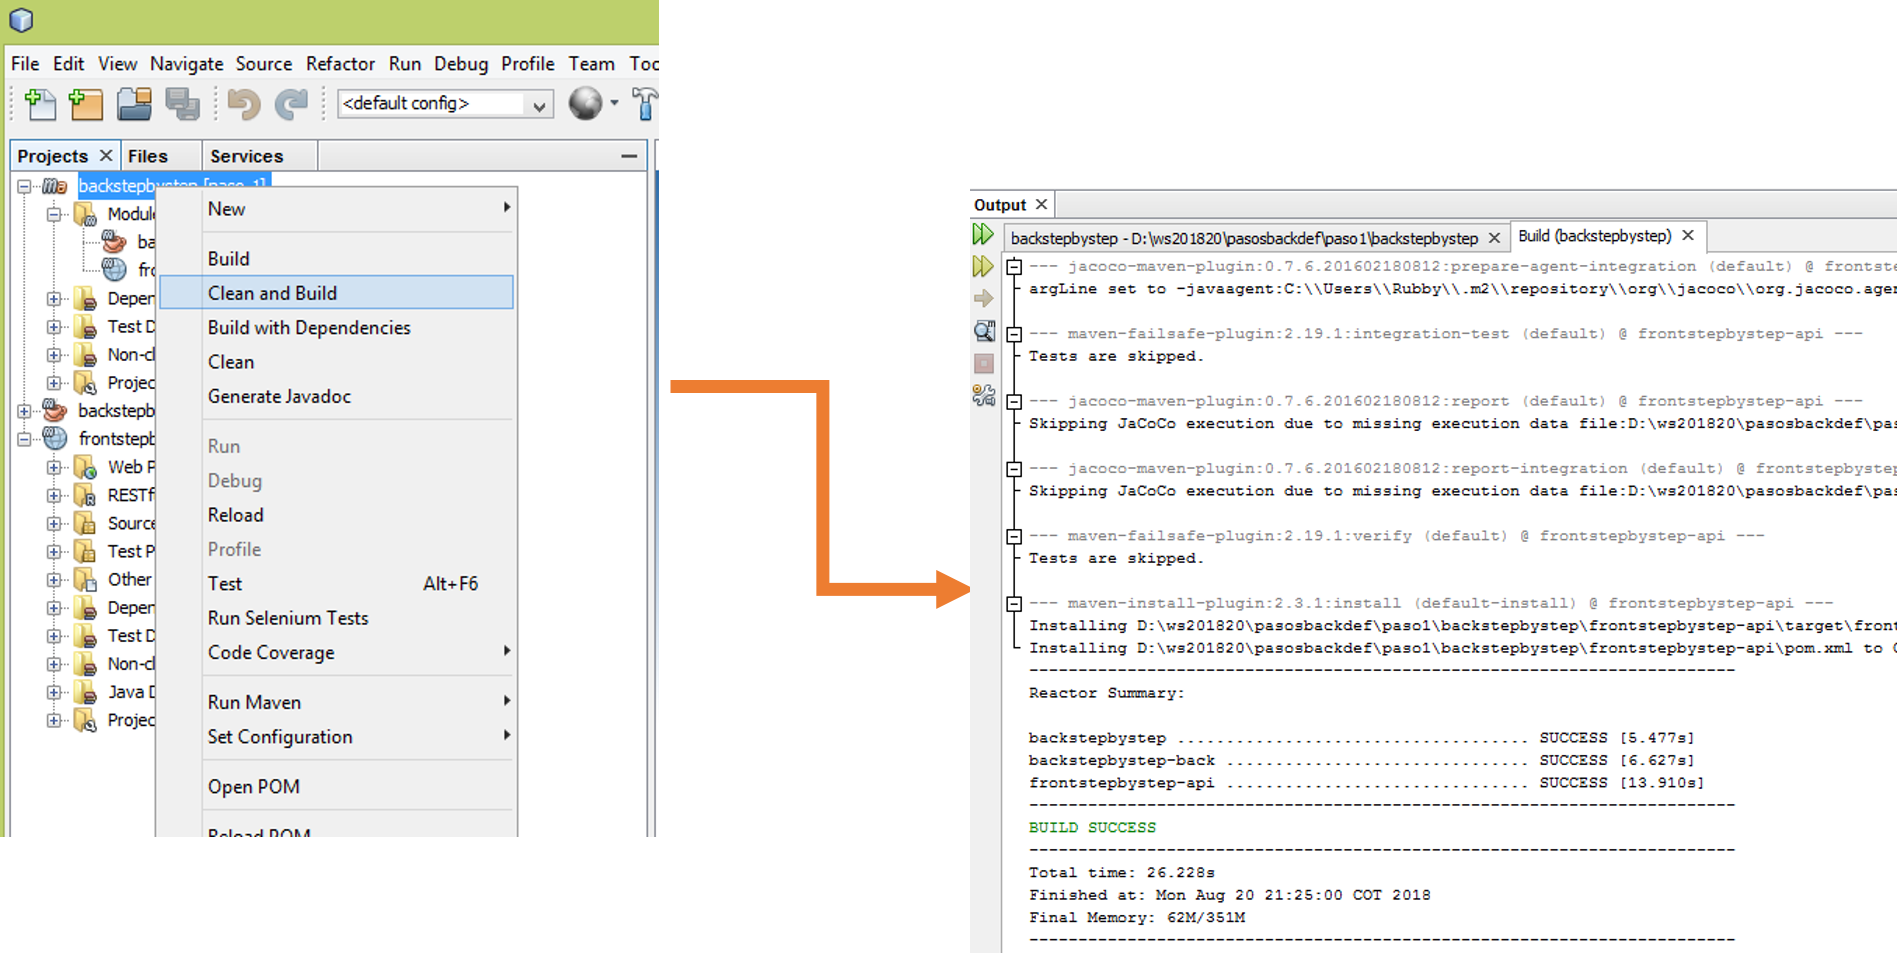 File Edit View Navigate Source Refactor Run Debug Profile Team
<default config>
Projects Files Services
backstepbystep [paso_1]
New
Build
Clean and Build
Build with Dependencies
Clean
Generate Javadoc
Run
Debug
Reload
Profile
Test Alt+F6
Run Selenium Tests
Code Coverage
Run Maven
Set Configuration
Open POM
Reload POM
Modul
ba
fro
Depen
Test D
Non-cl
Projec
backstepb
frontstepb
Web P
RESTf
Source
Test P
Other
Depen
Test D
Non-cl
Java D
Projec
Output
backstepbystep - D:\ws201820\pasosbackdef\paso1\backstepbystep Build (backstepbystep)
--- jacoco-maven-plugin:0.7.6.201602180812:prepare-agent-integration (default) @ frontste
argLine set to -javaagent:C:\\Users\\Rubby\\.m2\\repository\\org\\jacoco\\org.jacoco.agen
--- maven-failsafe-plugin:2.19.1:integration-test (default) @ frontstepbystep-api ---
Tests are skipped.
--- jacoco-maven-plugin:0.7.6.201602180812:report (default) @ frontstepbystep-api ---
Skipping JaCoCo execution due to missing execution data file:D:\ws201820\pasosbackdef\pas
--- jacoco-maven-plugin:0.7.6.201602180812:report-integration (default) @ frontstepbystep
Skipping JaCoCo execution due to missing execution data file:D:\ws201820\pasosbackdef\pas
--- maven-failsafe-plugin:2.19.1:verify (default) @ frontstepbystep-api ---
Tests are skipped.
--- maven-install-plugin:2.3.1:install (default-install) @ frontstepbystep-api ---
Installing D:\ws201820\pasosbackdef\paso1\backstepbystep\frontstepbystep-api\target\front
Installing D:\ws201820\pasosbackdef\paso1\backstepbystep\frontstepbystep-api\pom.xml to
------------------------------------------------------------------------
Reactor Summary:
backstepbystep .................................... SUCCESS [5.477s]
backstepbystep-back ............................... SUCCESS [6.627s]
frontstepbystep-api ............................... SUCCESS [13.910s]
------------------------------------------------------------------------
BUILD SUCCESS
------------------------------------------------------------------------
Total time: 26.228s
Finished at: Mon Aug 20 21:25:00 COT 2018
Final Memory: 62M/351M
------------------------------------------------------------------------